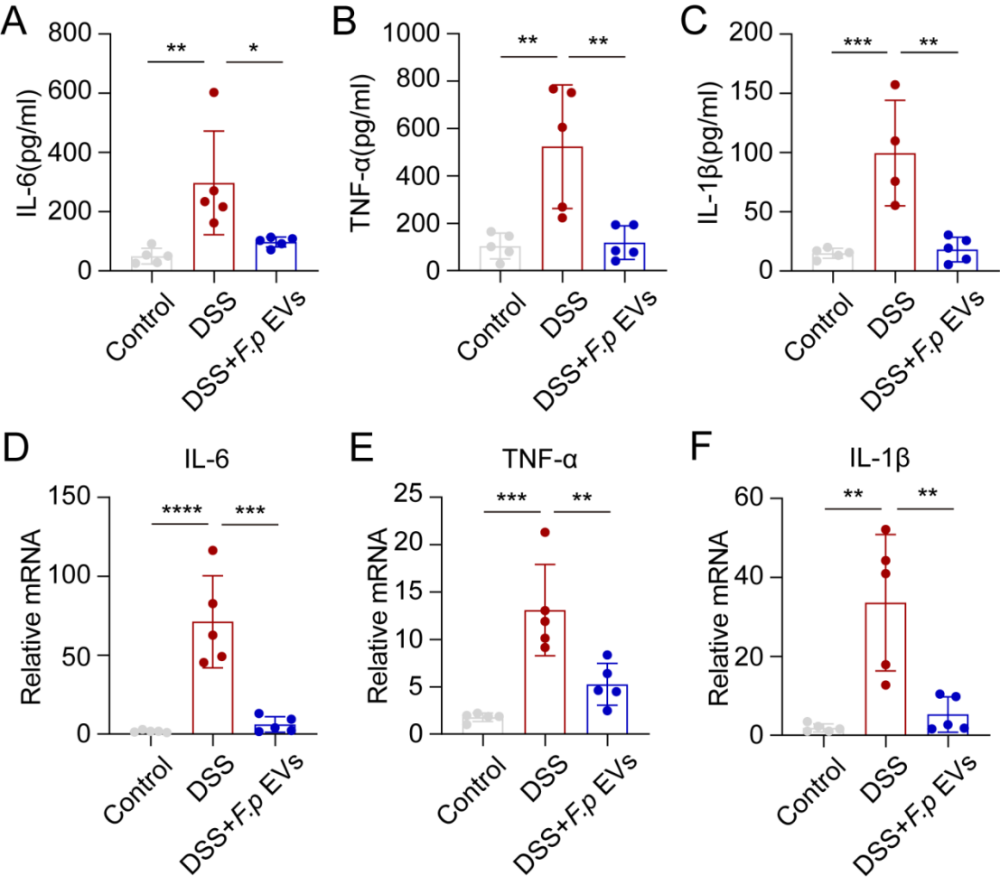 A
IL-6(pg/ml)
800
600
400
200
0
** *
Control
DSS
DSS+F.p EVs
B
TNF-α(pg/ml)
1000
800
600
400
200
0
** **
Control
DSS
DSS+F.p EVs
C
IL-1β(pg/ml)
200
150
100
50
0
*** **
Control
DSS
DSS+F.p EVs
D
IL-6
Relative mRNA
150
100
50
0
**** ***
Control
DSS
DSS+F.p EVs
E
TNF-α
Relative mRNA
25
20
15
10
5
0
*** **
Control
DSS
DSS+F.p EVs
F
IL-1β
Relative mRNA
60
40
20
0
** **
Control
DSS
DSS+F.p EVs